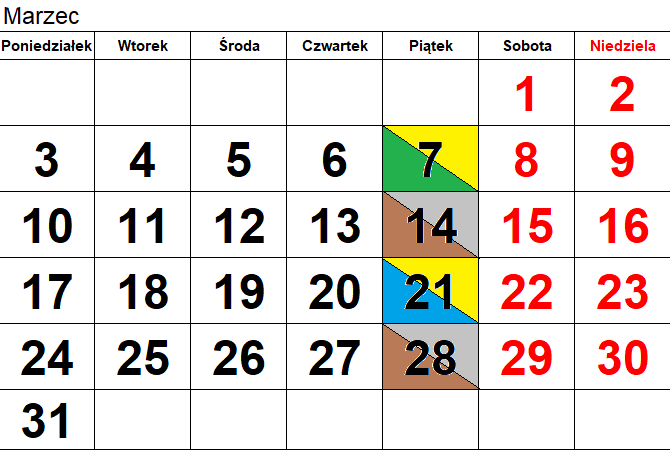 Marzec
Poniedziałek Wtorek Środa Czwartek Piątek Sobota Niedziela
1 2
3 4 5 6 7 8 9
10 11 12 13 14 15 16
17 18 19 20 21 22 23
24 25 26 27 28 29 30
31